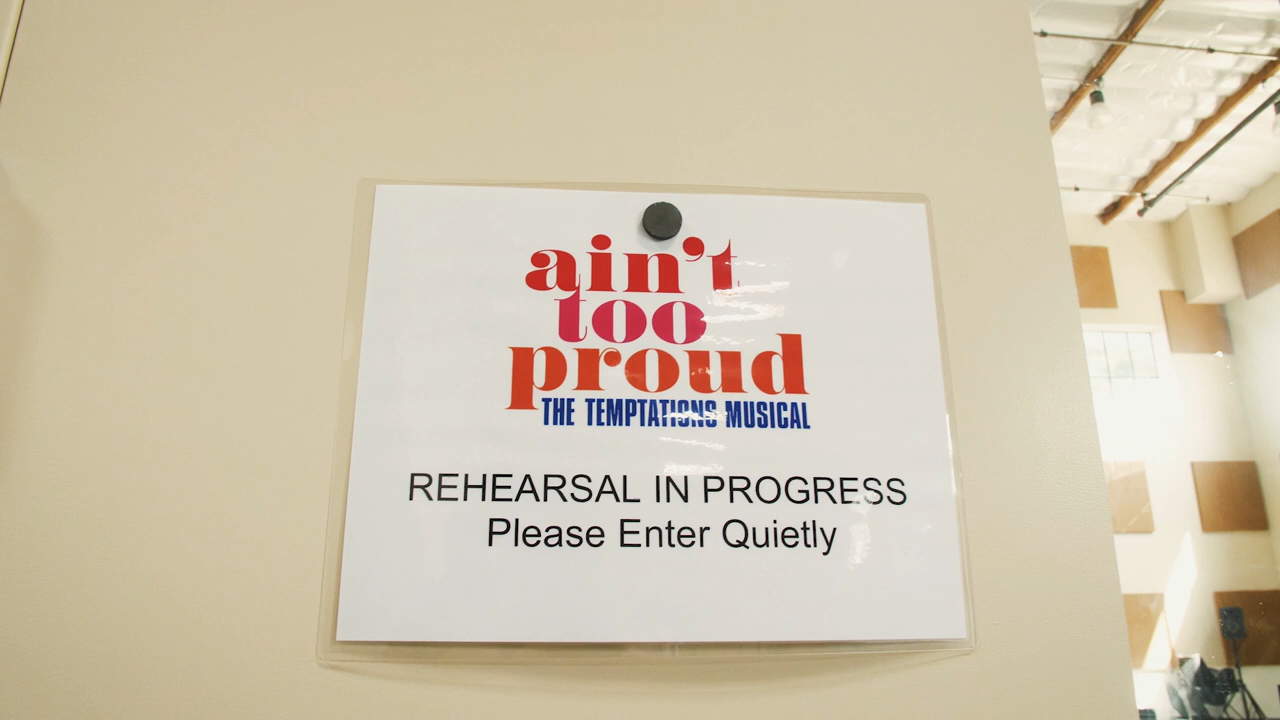 ain't
too
proud
THE TEMPTATIONS MUSICAL
REHEARSAL IN PROGRESS
Please Enter Quietly